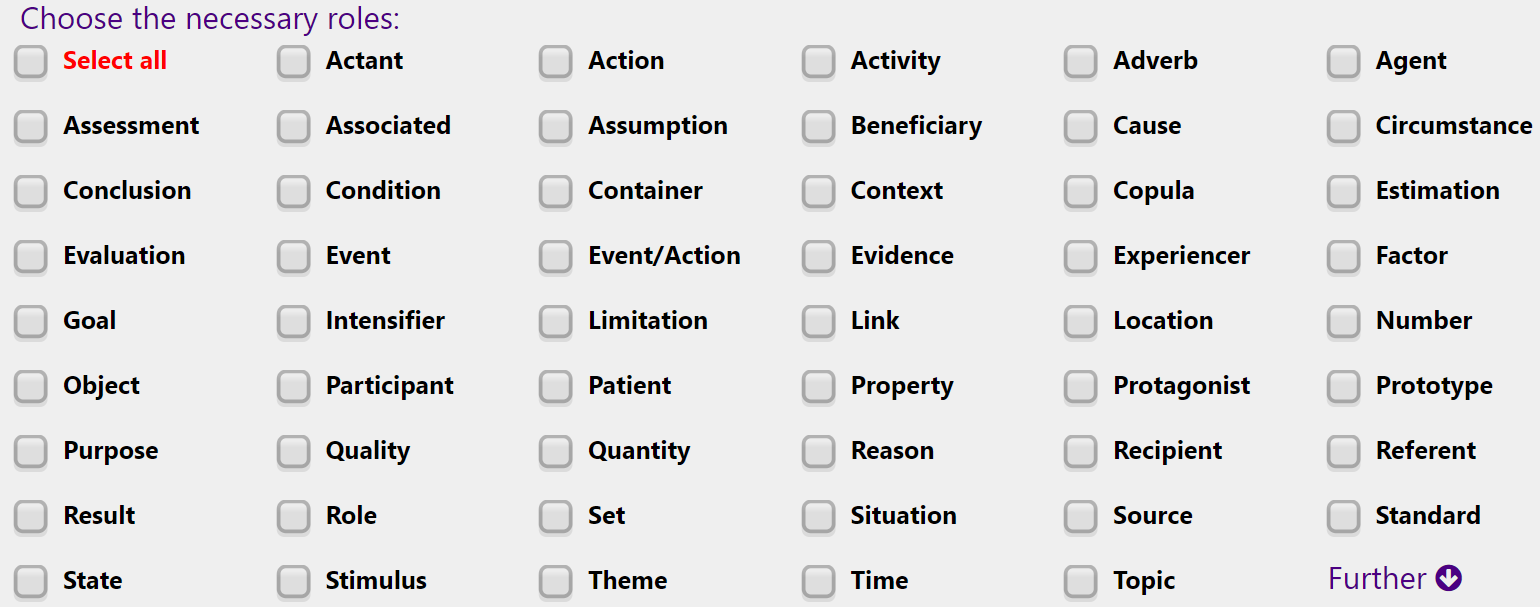 Choose the necessary roles:
Select all Actant Action Activity Adverb Agent
Assessment Associated Assumption Beneficiary Cause Circumstance
Conclusion Condition Container Context Copula Estimation
Evaluation Event Event/Action Evidence Experiencer Factor
Goal Intensifier Limitation Link Location Number
Object Participant Patient Property Protagonist Prototype
Purpose Quality Quantity Reason Recipient Referent
Result Role Set Situation Source Standard
State Stimulus Theme Time Topic Further